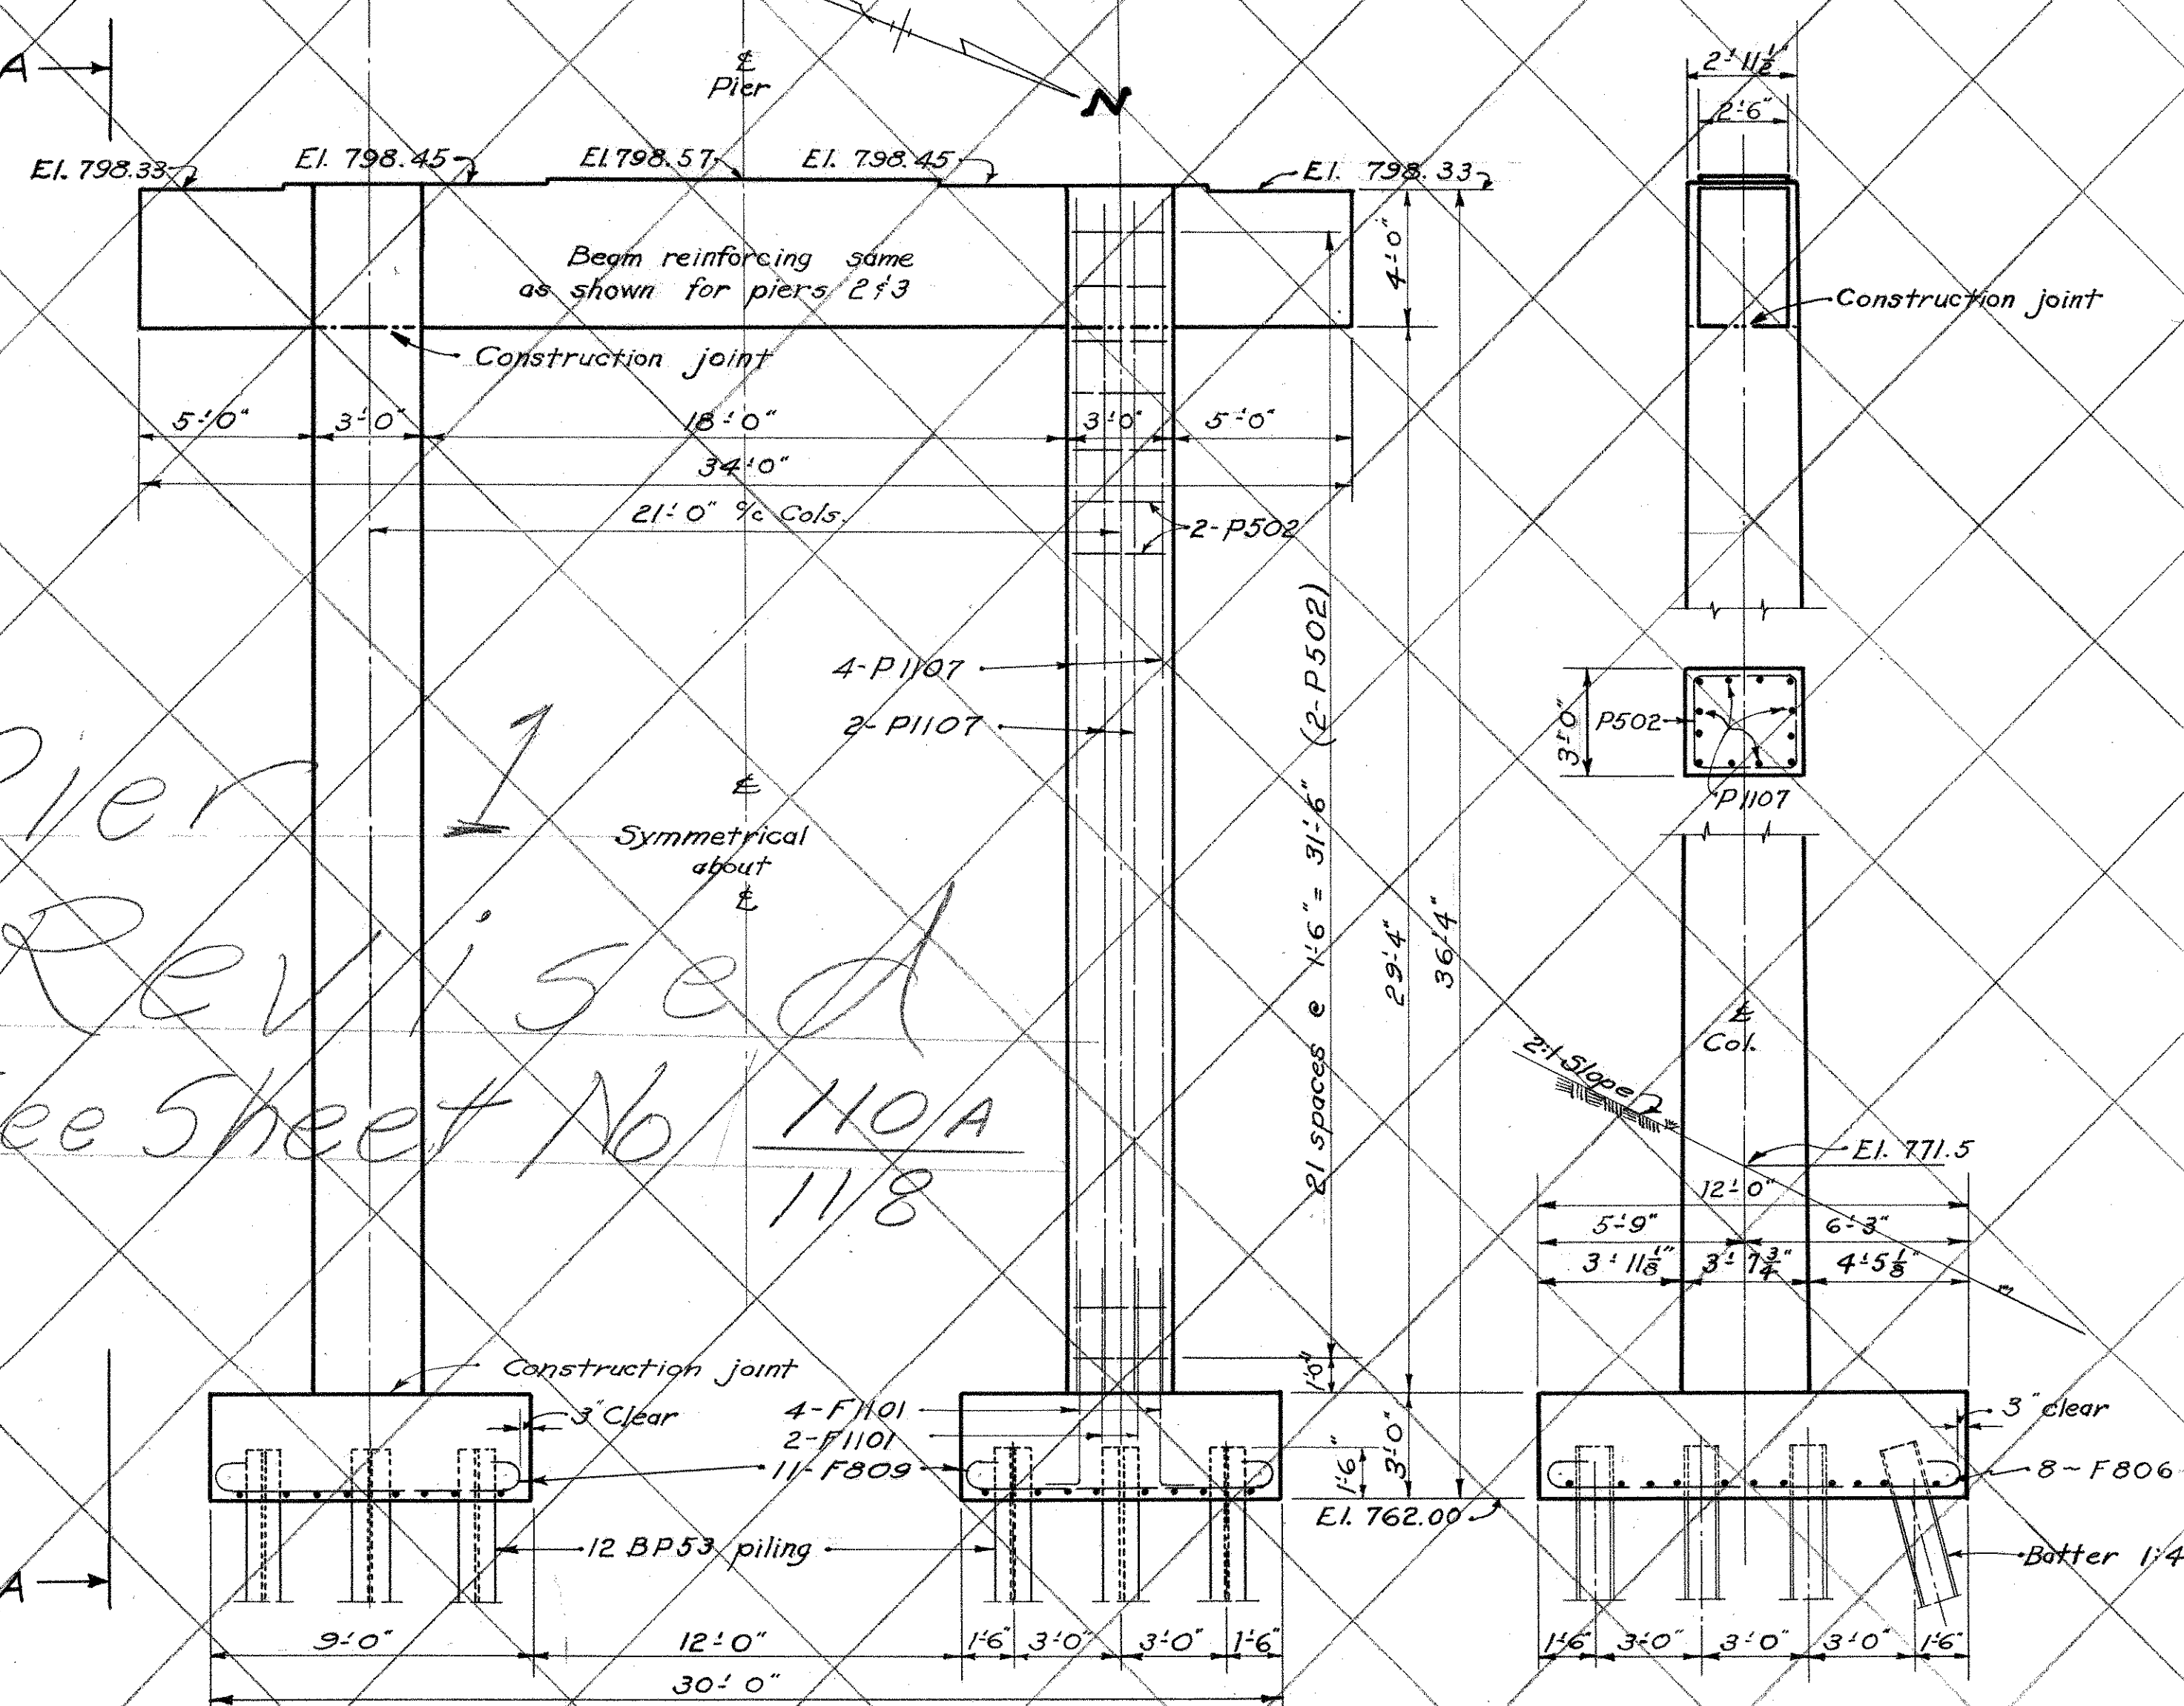 A
℄
Pier
N
2'-11½"
2'-6"
El. 798.33
El. 798.45
El. 798.57
El. 798.45
El. 798.33
Beam reinforcing same
as shown for piers 2 & 3
4'-0"
Construction joint
Construction joint
5'-0"
3'-0"
18'-0"
3'-0"
5'-0"
34'-0"
21'-0" c/c Cols.
2-P502
4-P1107
2-P1107
21 spaces @ 1'-6" = 31'-6" (2-P502)
29'-4"
36'-4"
3'-0"
P502
P1107
Pier 1
℄
Symmetrical
about
℄
Revised
ee Sheet No 110A
118
℄
Col.
2:1 Slope
El. 771.5
12'-0"
5'-9"
6'-3"
3'-11⅛"
3'-7¾"
4'-5⅛"
Construction joint
1'-0"
3" Clear
4-F1101
2-F1101
11-F809
1'-6"
3'-0"
El. 762.00
3" clear
8-F806
12 BP53 piling
Batter 1:4
A
9'-0"
12'-0"
1'-6"
3'-0"
3'-0"
1'-6"
30'-0"
1'-6"
3'-0"
3'-0"
3'-0"
1'-6"